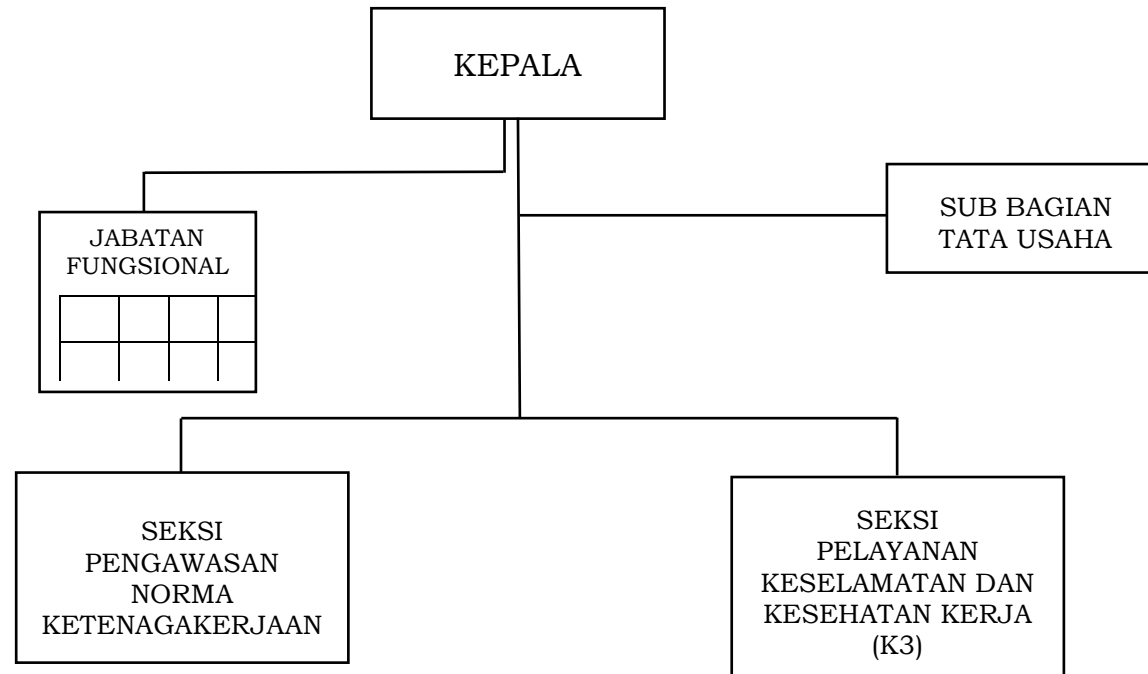 KEPALA
SUB BAGIAN
TATA USAHA
JABATAN
FUNGSIONAL
SEKSI
PENGAWASAN
NORMA
KETENAGAKERJAAN
SEKSI
PELAYANAN
KESELAMATAN DAN
KESEHATAN KERJA
(K3)